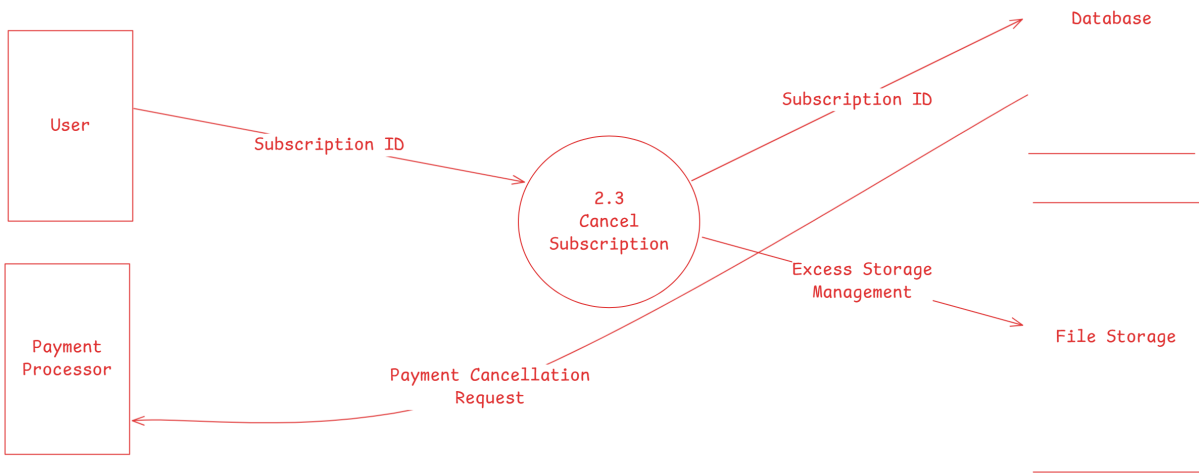 Database
Subscription ID
User
Subscription ID
2.3
Cancel
Subscription
Excess Storage
Management
File Storage
Payment
Processor
Payment Cancellation
Request